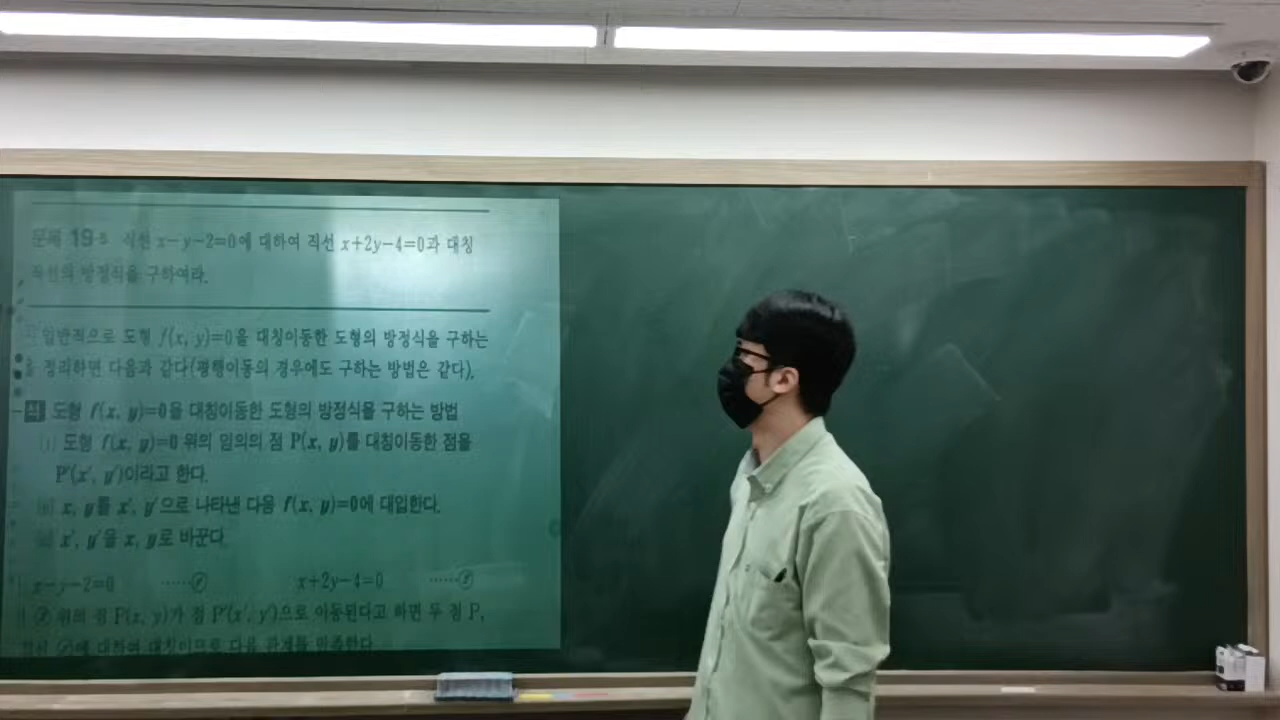 문제 19-5 직선 x-y-2=0에 대하여 직선 x+2y-4=0과 대칭
직선의 방정식을 구하여라.
일반적으로 도형 f(x, y)=0을 대칭이동한 도형의 방정식을 구하는
을 정리하면 다음과 같다(평행이동의 경우에도 구하는 방법은 같다).
식 도형 f(x, y)=0을 대칭이동한 도형의 방정식을 구하는 방법
(i) 도형 f(x, y)=0 위의 임의의 점 P(x, y)를 대칭이동한 점을
P'(x', y')이라고 한다.
(ii) x, y를 x', y'으로 나타낸 다음 f(x, y)=0에 대입한다.
(iii) x', y'을 x, y로 바꾼다.
x-y-2=0 ⋯⋯㉠ x+2y-4=0 ⋯⋯㉡
위의 점 P(x, y)가 점 P'(x', y')으로 이동된다고 하면 두 점 P,
에 대하여 대칭이므로 다음 관계를 만족한다.